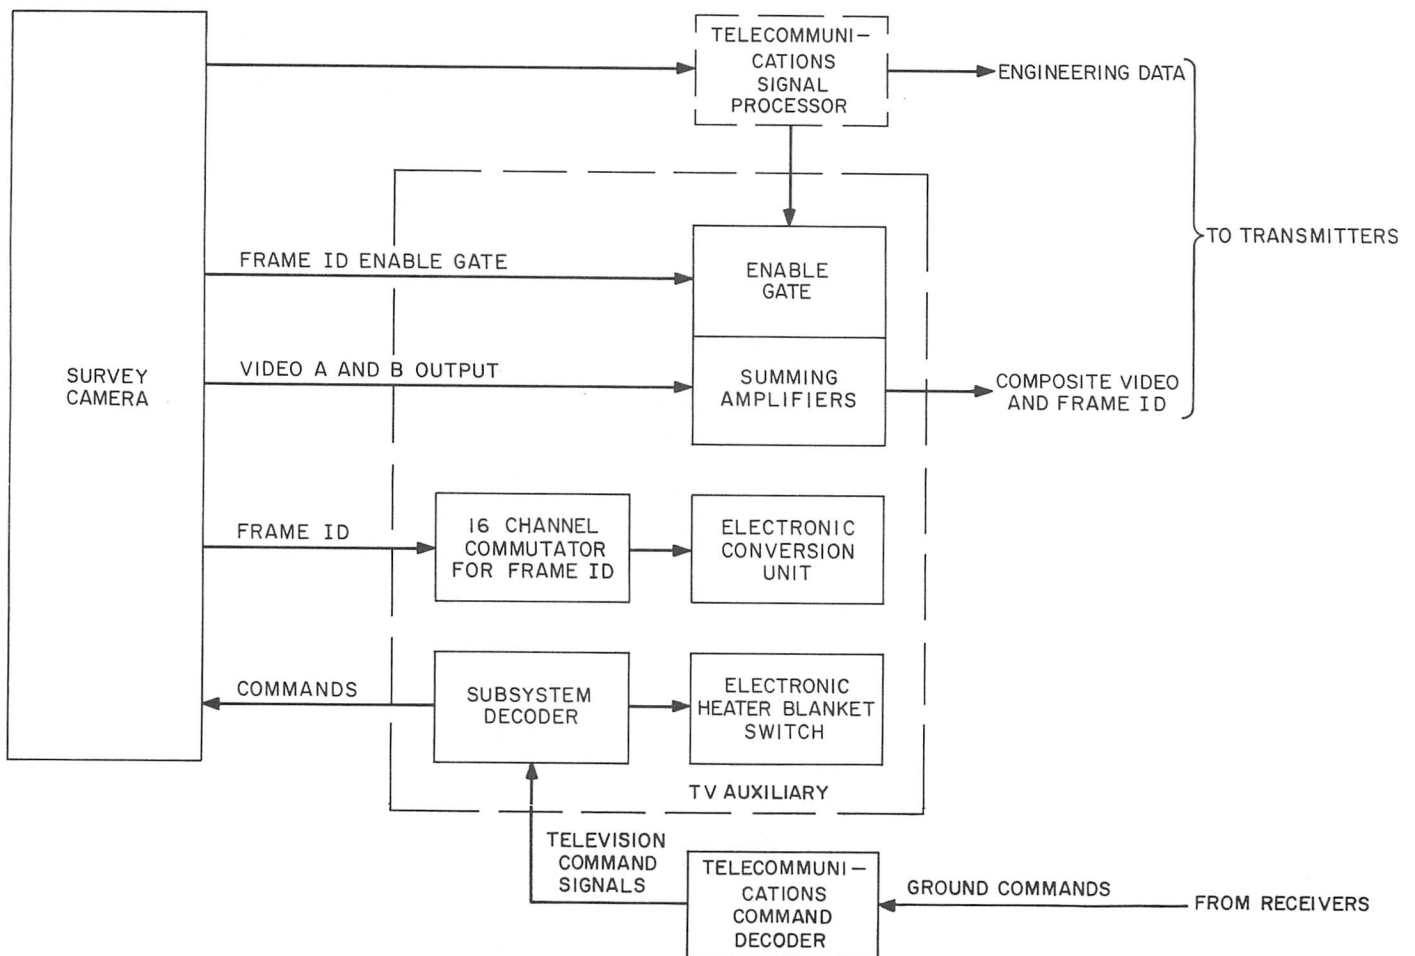 TELECOMMUNI-
CATIONS
SIGNAL
PROCESSOR
ENGINEERING DATA
FRAME ID ENABLE GATE
ENABLE
GATE
TO TRANSMITTERS
SURVEY
CAMERA
VIDEO A AND B OUTPUT
SUMMING
AMPLIFIERS
COMPOSITE VIDEO
AND FRAME ID
FRAME ID
16 CHANNEL
COMMUTATOR
FOR FRAME ID
ELECTRONIC
CONVERSION
UNIT
COMMANDS
SUBSYSTEM
DECODER
ELECTRONIC
HEATER BLANKET
SWITCH
TV AUXILIARY
TELEVISION
COMMAND
SIGNALS
TELECOMMUNI-
CATIONS
COMMAND
DECODER
GROUND COMMANDS
FROM RECEIVERS